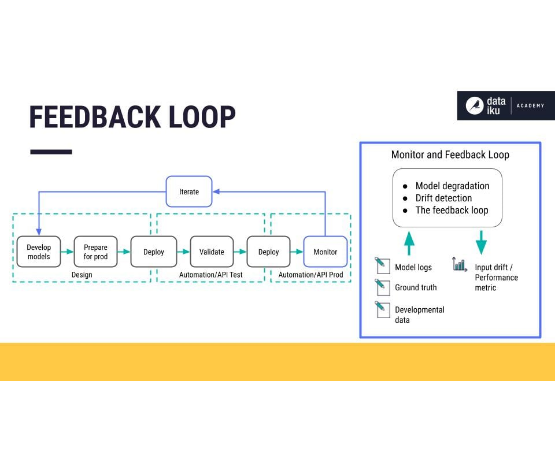 FEEDBACK LOOP
data
iku
ACADEMY
Iterate
Develop
models
Prepare
for prod
Deploy
Validate
Deploy
Monitor
Design
Automation/API Test
Automation/API Prod
Monitor and Feedback Loop
● Model degradation
● Drift detection
● The feedback loop
Model logs
Ground truth
Developmental
data
Input drift /
Performance
metric